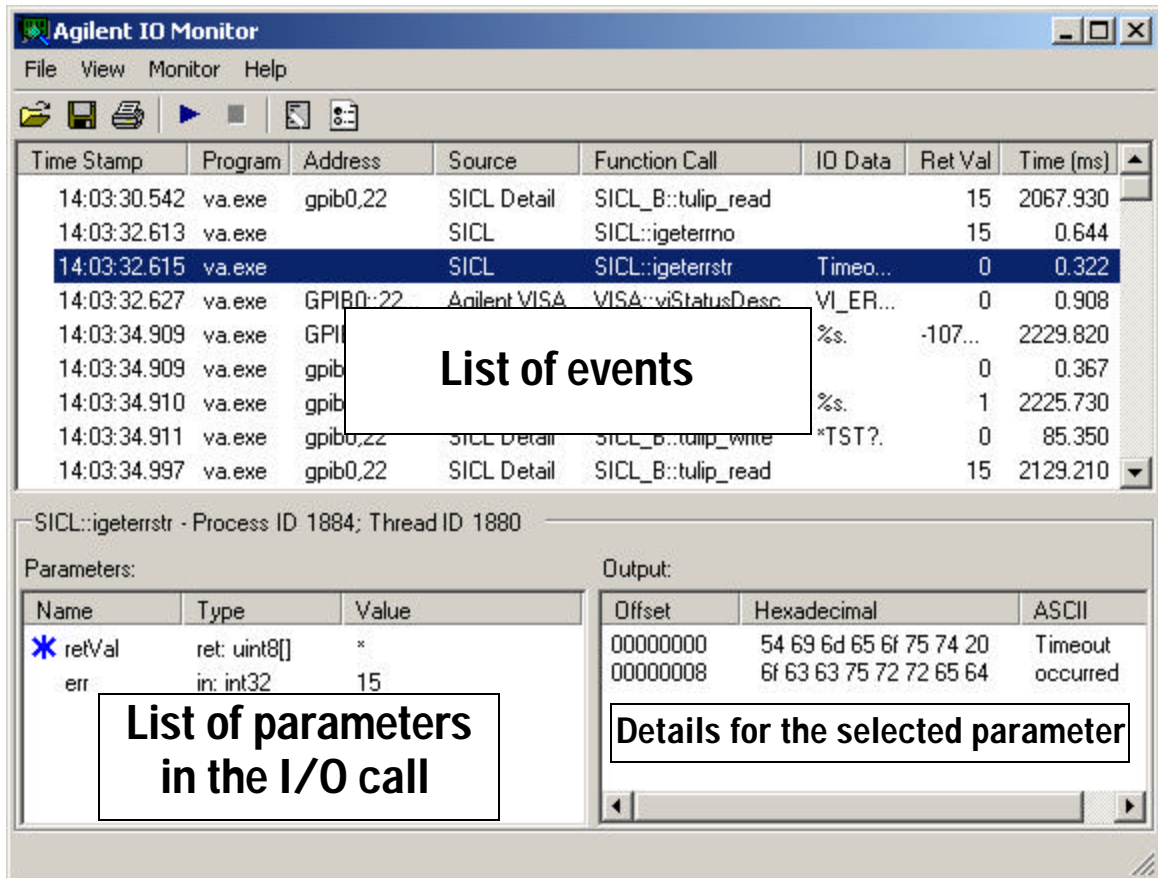 Agilent IO Monitor
File View Monitor Help
Time Stamp Program Address Source Function Call IO Data Ret Val Time (ms)
14:03:30.542 va.exe gpib0,22 SICL Detail SICL_B::tulip_read 15 2067.930
14:03:32.613 va.exe SICL SICL::igeterrno 15 0.644
14:03:32.615 va.exe SICL SICL::igeterrstr Timeo... 0 0.322
14:03:32.627 va.exe GPIB0::22... Agilent VISA VISA::viStatusDesc VI_ER... 0 0.908
14:03:34.909 va.exe %s. -107... 2229.820
14:03:34.909 va.exe gpib 0 0.367
14:03:34.910 va.exe gpib %s. 1 2225.730
14:03:34.911 va.exe gpib0,22 SICL Detail SICL_B::tulip_write *TST?. 0 85.350
14:03:34.997 va.exe gpib0,22 SICL Detail SICL_B::tulip_read 15 2129.210
List of events
SICL::igeterrstr - Process ID 1884; Thread ID 1880
Parameters:
Name Type Value
retVal ret: uint8[] *
err in: int32 15
List of parameters
in the I/O call
Output:
Offset Hexadecimal ASCII
00000000 54 69 6d 65 6f 75 74 20 Timeout
00000008 6f 63 63 75 72 72 65 64 occurred
Details for the selected parameter